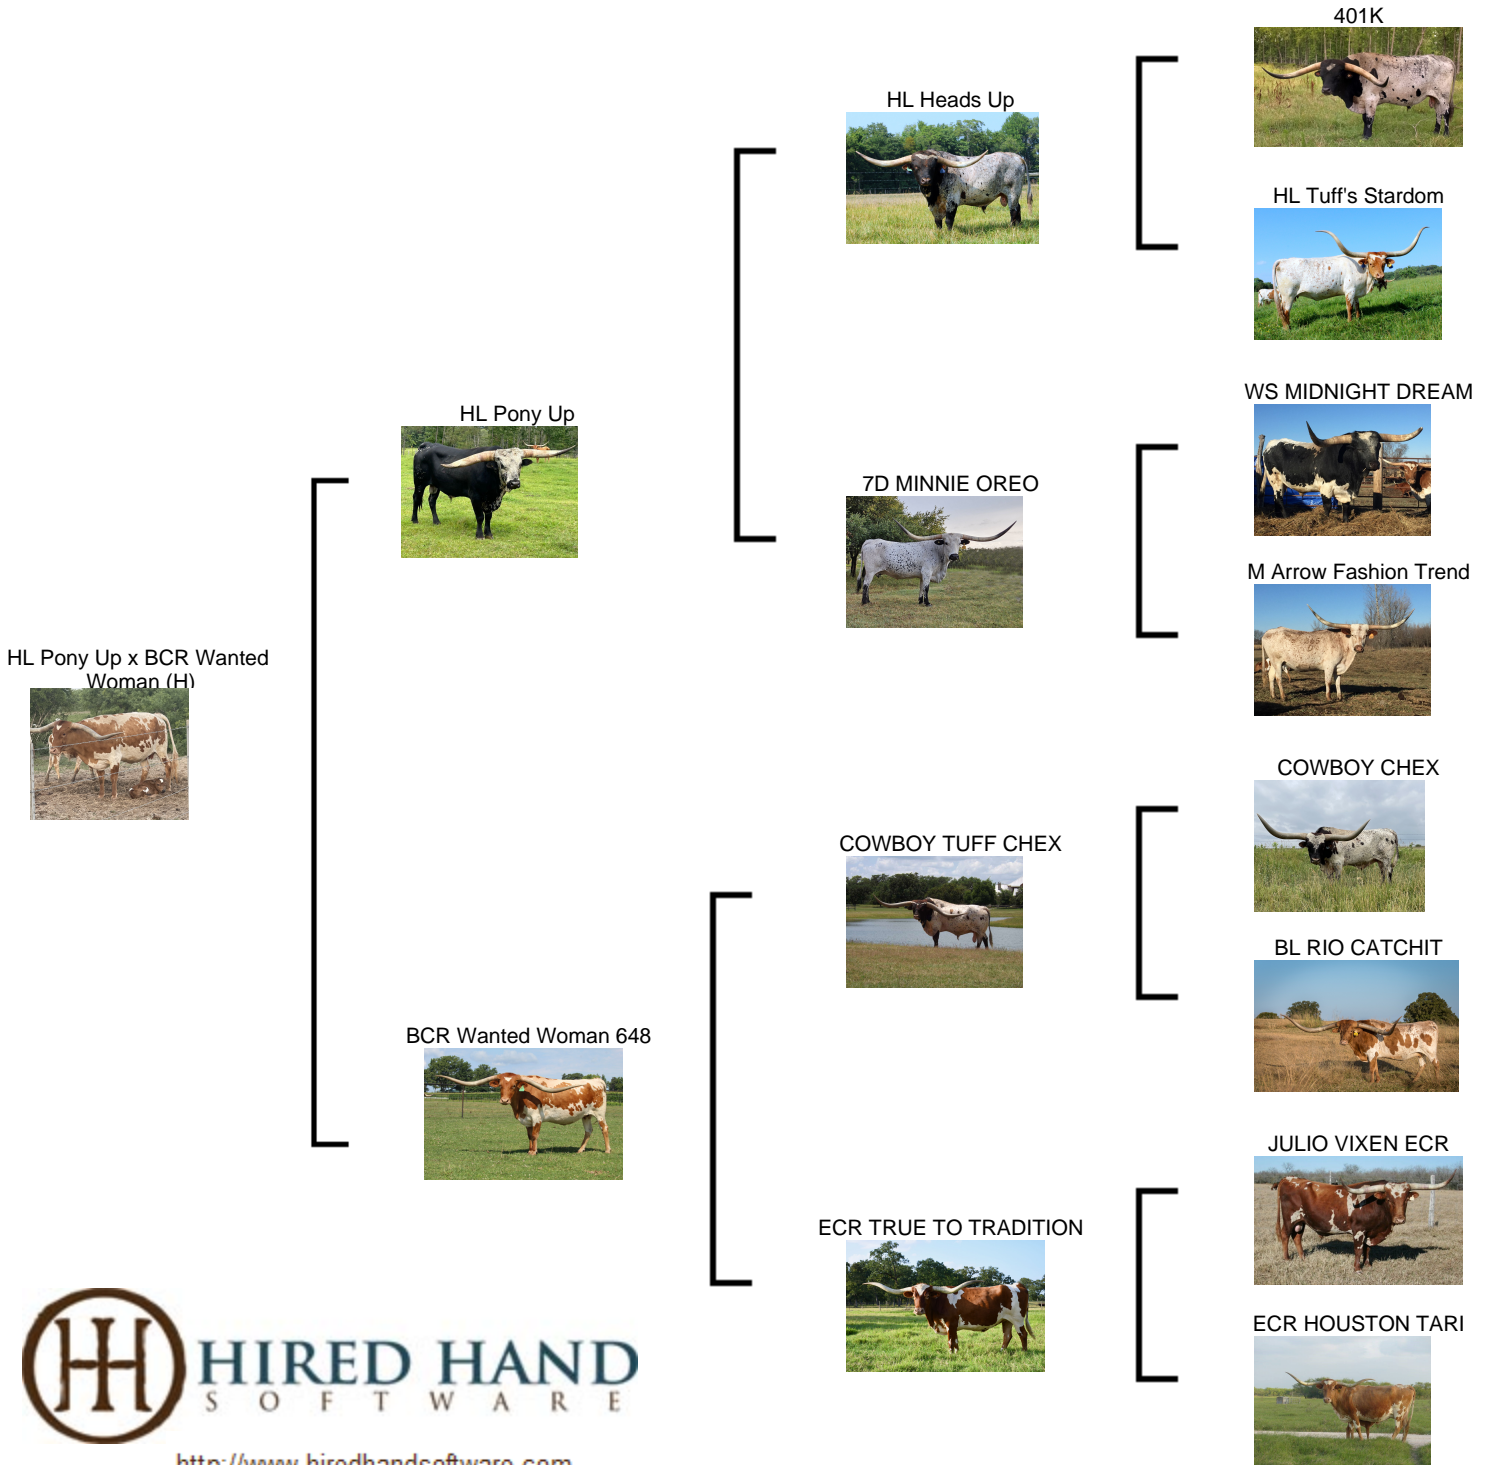 401K
HL Heads Up
HL Tuff's Stardom
WS MIDNIGHT DREAM
HL Pony Up
7D MINNIE OREO
M Arrow Fashion Trend
HL Pony Up x BCR Wanted
Woman (H)
COWBOY CHEX
COWBOY TUFF CHEX
BL RIO CATCHIT
BCR Wanted Woman 648
JULIO VIXEN ECR
ECR TRUE TO TRADITION
ECR HOUSTON TARI
HIRED HAND
SOFTWARE
http://www.hiredhandsoftware.com